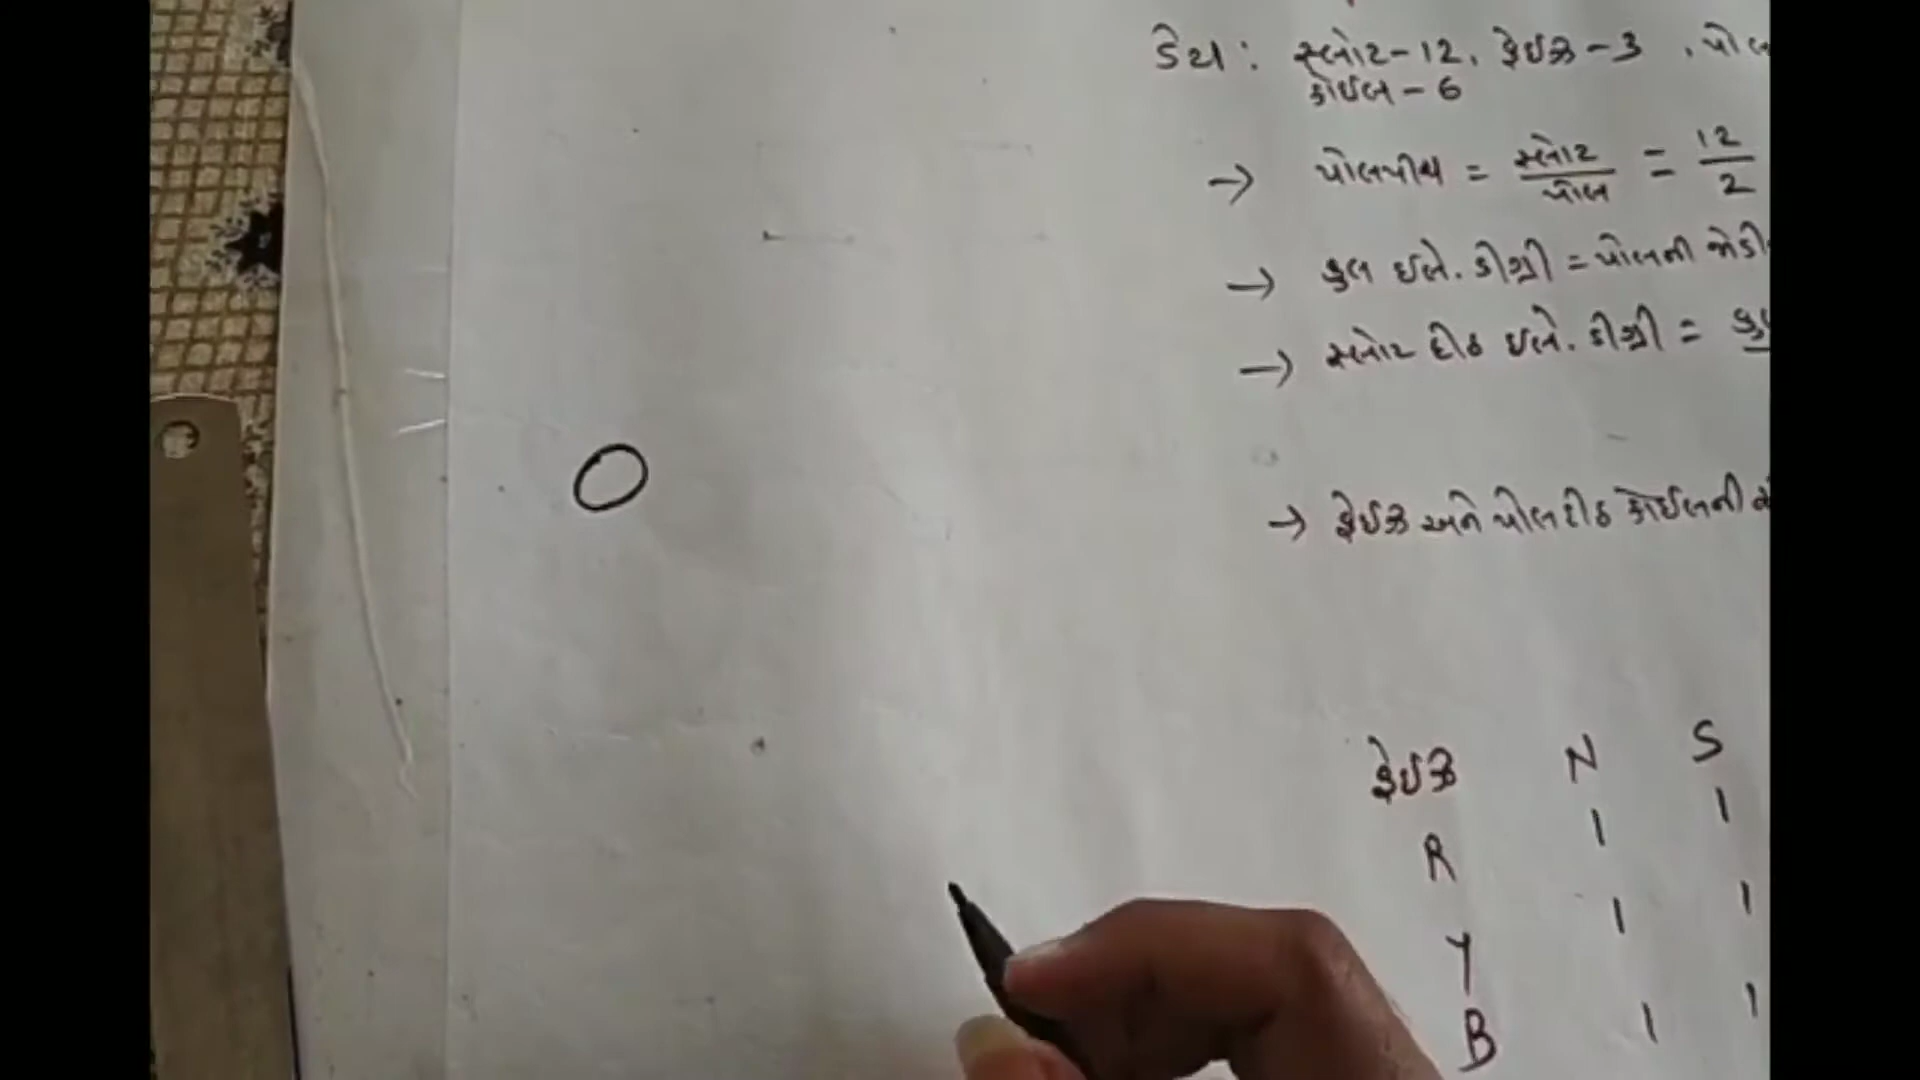 ડેટા : સ્લોટ-12, ફેઈઝ-3 , પોલ
કોઈલ - 6
→ પોલપીચ = સ્લોટ / પોલ = 12 / 2
→ કુલ ઈલે. ડીગ્રી = પોલની જોડી
→ સ્લોટ દીઠ ઈલે. ડીગ્રી = કુલ
→ ફેઈઝ અને પોલદીઠ કોઈલની
ફેઈઝ N S
R 1 1
Y 1 1
B 1 1